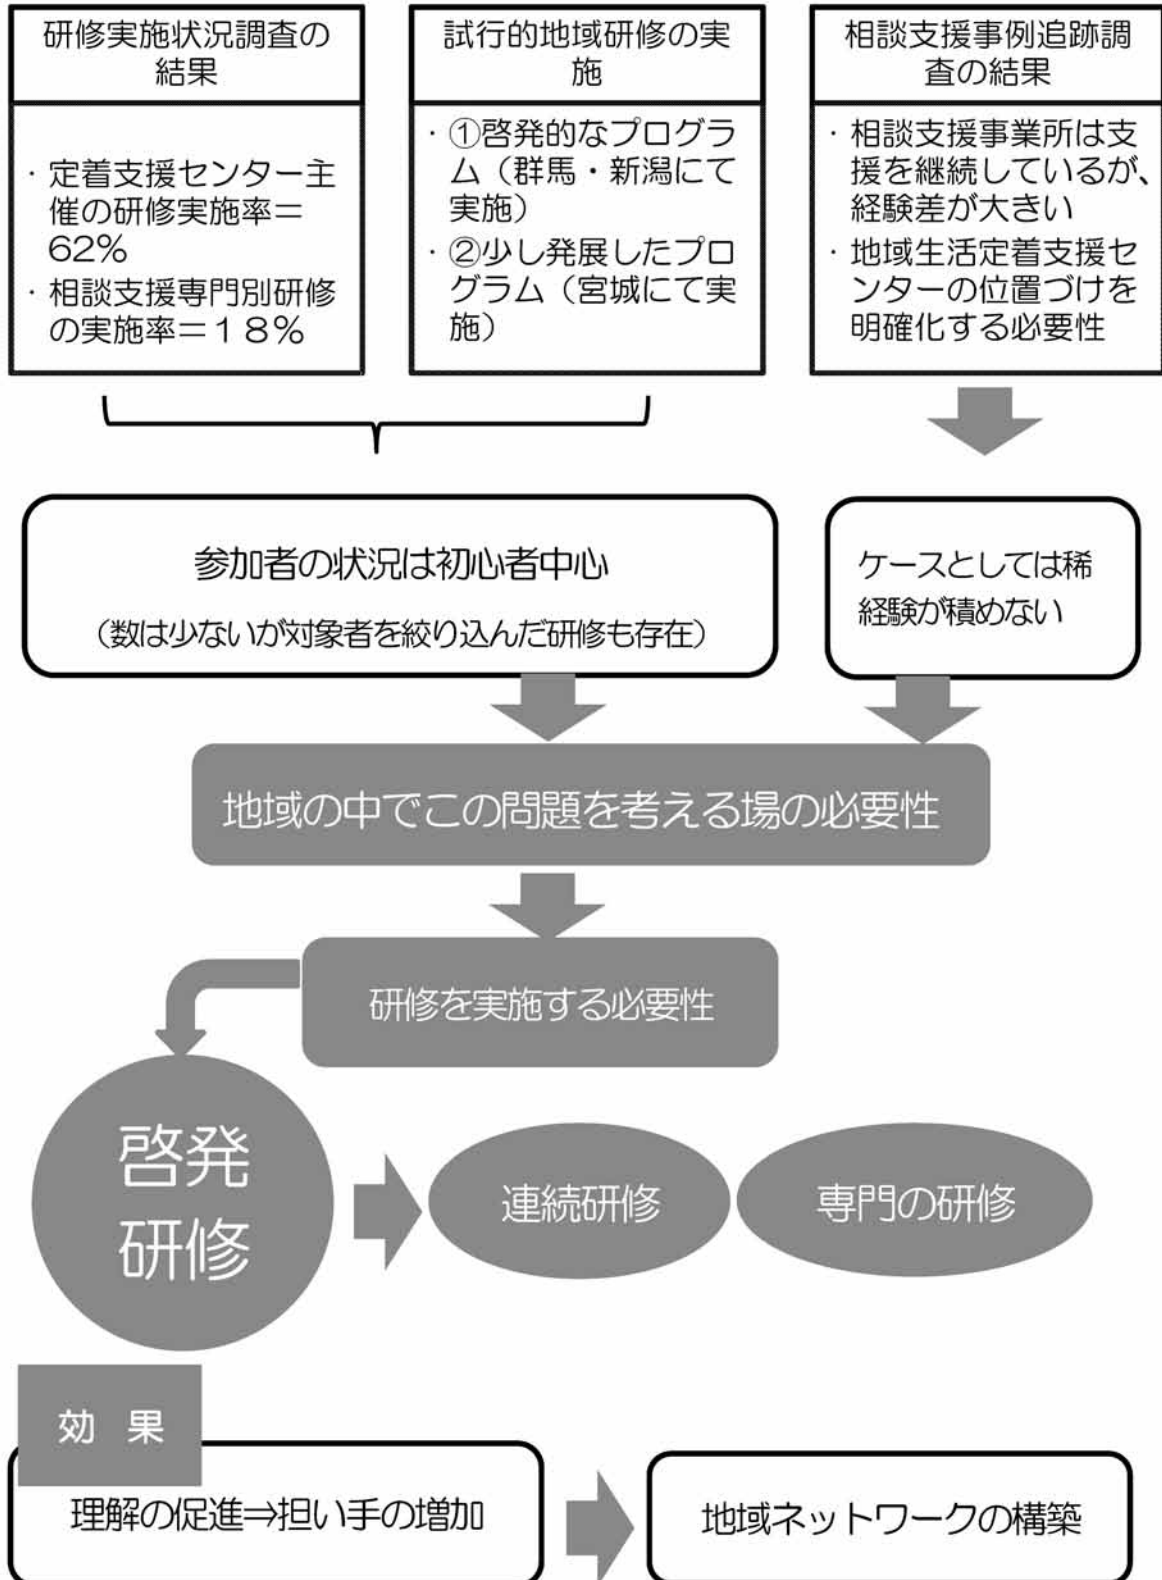 研修実施状況調査の
結果
・定着支援センター主
催の研修実施率＝
62%
・相談支援専門別研修
の実施率＝１８%
試行的地域研修の実
施
・①啓発的なプログラ
ム（群馬・新潟にて
実施）
・②少し発展したプロ
グラム（宮城にて実
施）
相談支援事例追跡調
査の結果
・相談支援事業所は支
援を継続しているが、
経験差が大きい
・地域生活定着支援セ
ンターの位置づけを
明確化する必要性
参加者の状況は初心者中心
（数は少ないが対象者を絞り込んだ研修も存在）
ケースとしては稀
経験が積めない
地域の中でこの問題を考える場の必要性
研修を実施する必要性
啓発
研修
連続研修
専門の研修
効　果
理解の促進⇒担い手の増加
地域ネットワークの構築